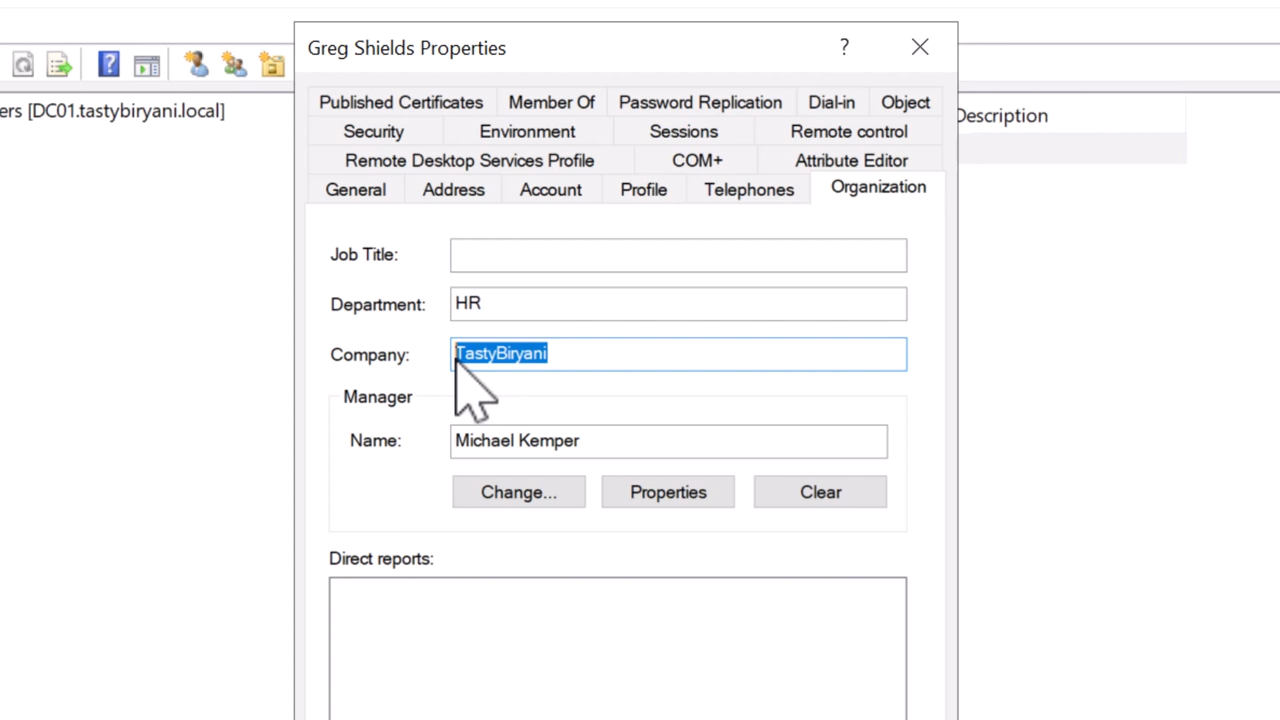 Greg Shields Properties
?
ers [DC01.tastybiryani.local]
Description
Published Certificates Member Of Password Replication Dial-in Object
Security Environment Sessions Remote control
Remote Desktop Services Profile COM+ Attribute Editor
General Address Account Profile Telephones Organization
Job Title:
Department: HR
Company: TastyBiryani
Manager
Name: Michael Kemper
Change... Properties Clear
Direct reports: